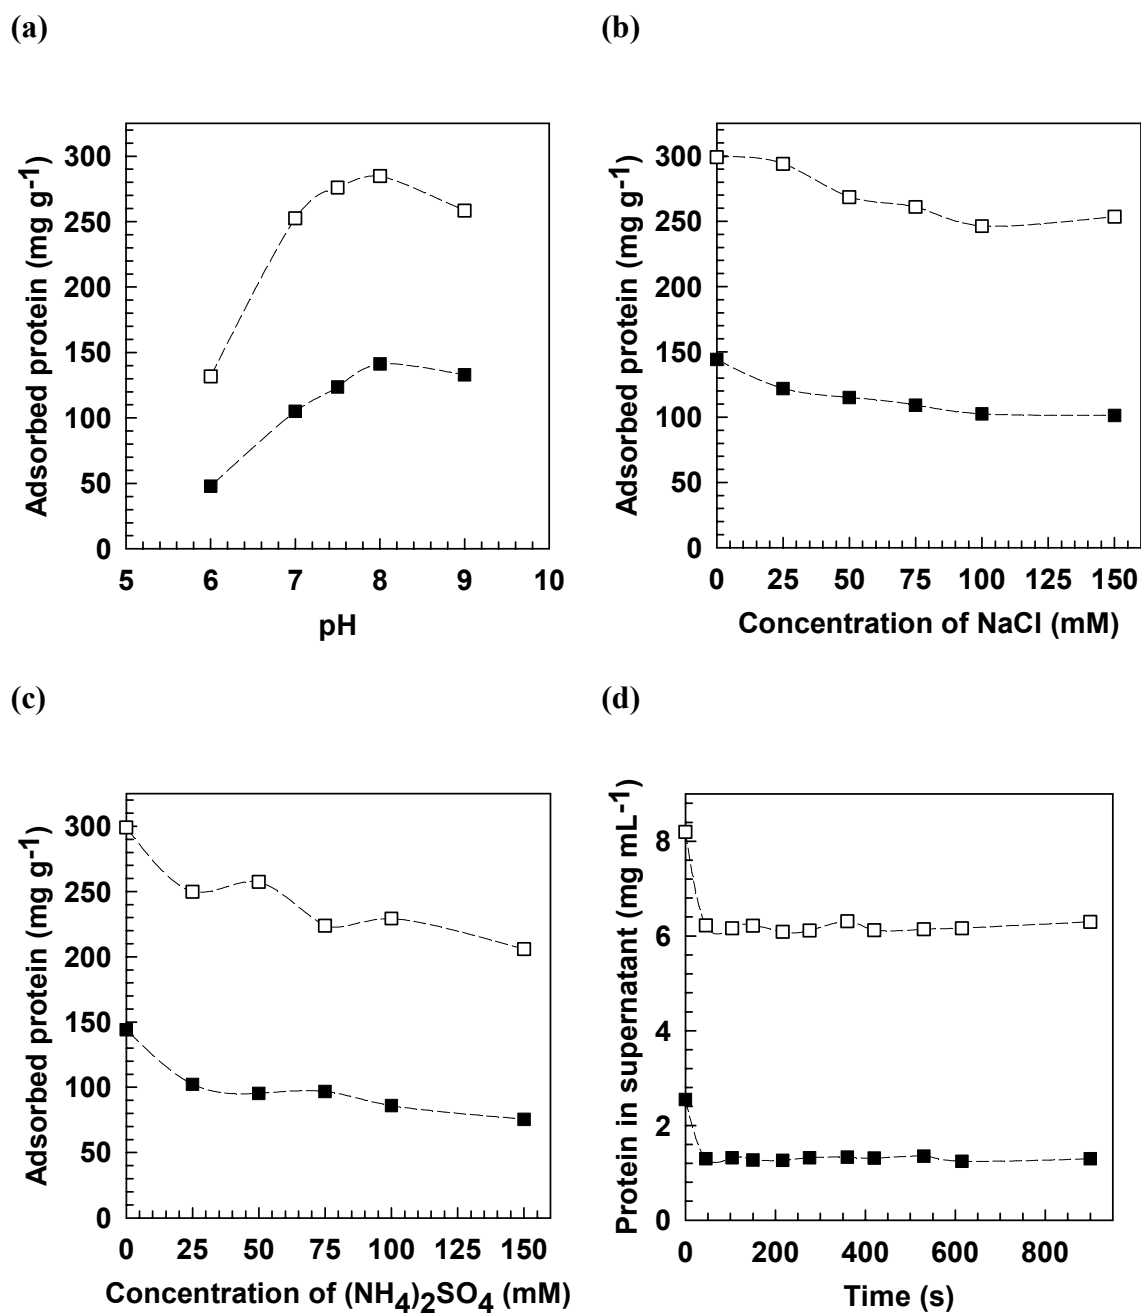 (a)
Adsorbed protein (mg g-1)
300
250
200
150
100
50
0
5 6 7 8 9 10
pH
(b)
Adsorbed protein (mg g-1)
300
250
200
150
100
50
0
0 25 50 75 100 125 150
Concentration of NaCl (mM)
(c)
Adsorbed protein (mg g-1)
300
250
200
150
100
50
0
0 25 50 75 100 125 150
Concentration of (NH4)2SO4 (mM)
(d)
Protein in supernatant (mg mL-1)
8
6
4
2
0
0 200 400 600 800
Time (s)